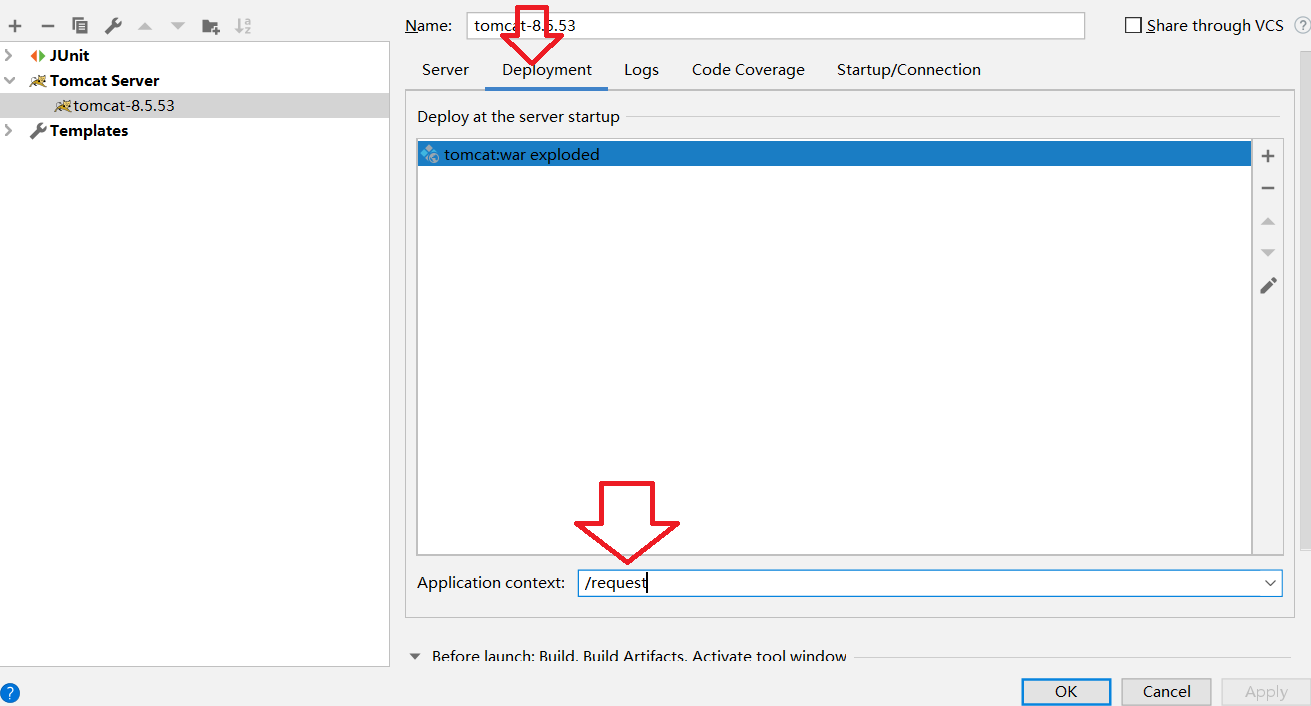 Name: tomcat-8.5.53 Share through VCS ?
JUnit
Tomcat Server
tomcat-8.5.53
Templates
Server Deployment Logs Code Coverage Startup/Connection
Deploy at the server startup
tomcat:war exploded
Application context: /request
Before launch: Build, Build Artifacts, Activate tool window
? OK Cancel Apply